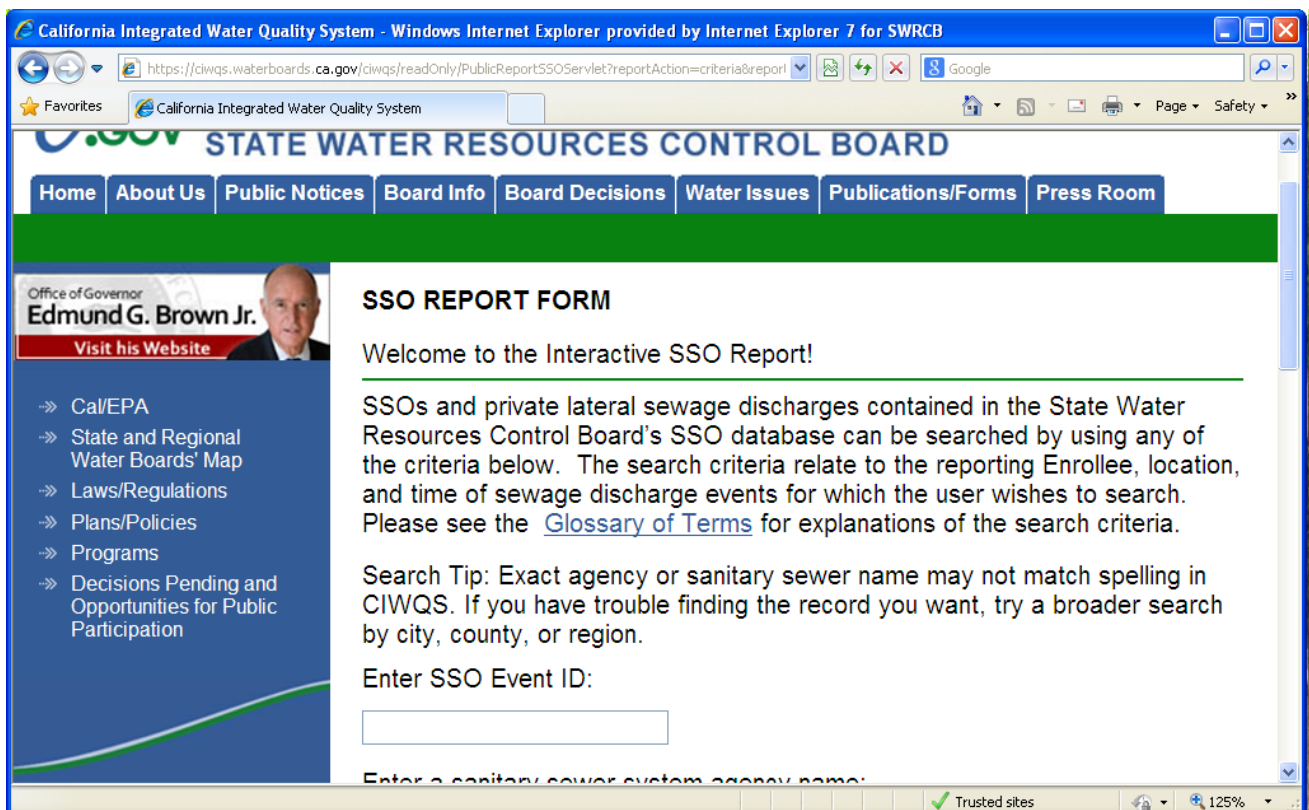 California Integrated Water Quality System - Windows Internet Explorer provided by Internet Explorer 7 for SWRCB
https://ciwqs.waterboards.ca.gov/ciwqs/readOnly/PublicReportSSOServlet?reportAction=criteria&report
Google
Favorites
California Integrated Water Quality System
Page
Safety
STATE WATER RESOURCES CONTROL BOARD
Home About Us Public Notices Board Info Board Decisions Water Issues Publications/Forms Press Room
Office of Governor
Edmund G. Brown Jr.
Visit his Website
Cal/EPA
State and Regional
Water Boards' Map
Laws/Regulations
Plans/Policies
Programs
Decisions Pending and
Opportunities for Public
Participation
SSO REPORT FORM
Welcome to the Interactive SSO Report!
SSOs and private lateral sewage discharges contained in the State Water
Resources Control Board's SSO database can be searched by using any of
the criteria below.  The search criteria relate to the reporting Enrollee, location,
and time of sewage discharge events for which the user wishes to search.
Please see the  Glossary of Terms for explanations of the search criteria.
Search Tip: Exact agency or sanitary sewer name may not match spelling in
CIWQS. If you have trouble finding the record you want, try a broader search
by city, county, or region.
Enter SSO Event ID:
Enter a sanitary sewer system agency name:
Trusted sites
125%